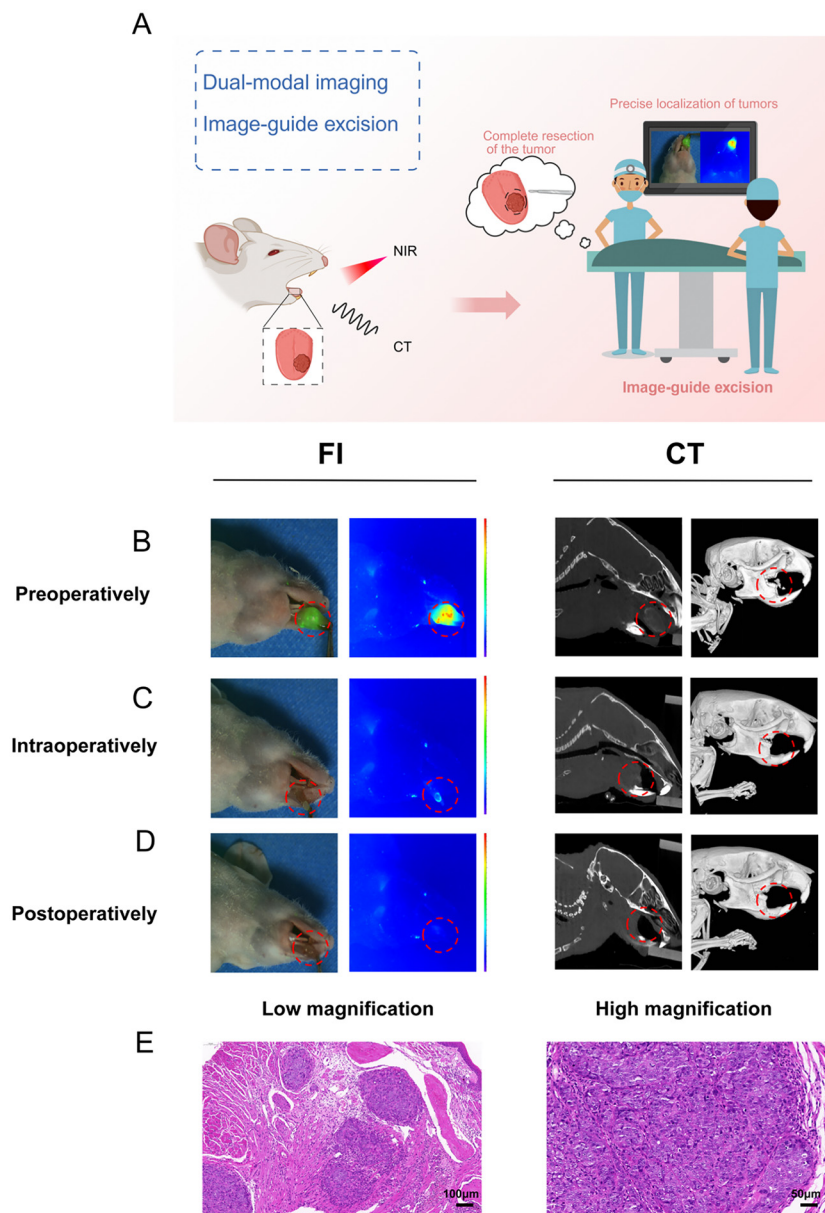 A
Dual-modal imaging
Image-guide excision
Precise localization of tumors
Complete resection
of the tumor
NIR
CT
Image-guide excision
FI
CT
B
Preoperatively
C
Intraoperatively
D
Postoperatively
Low magnification
High magnification
E
100μm
50μm